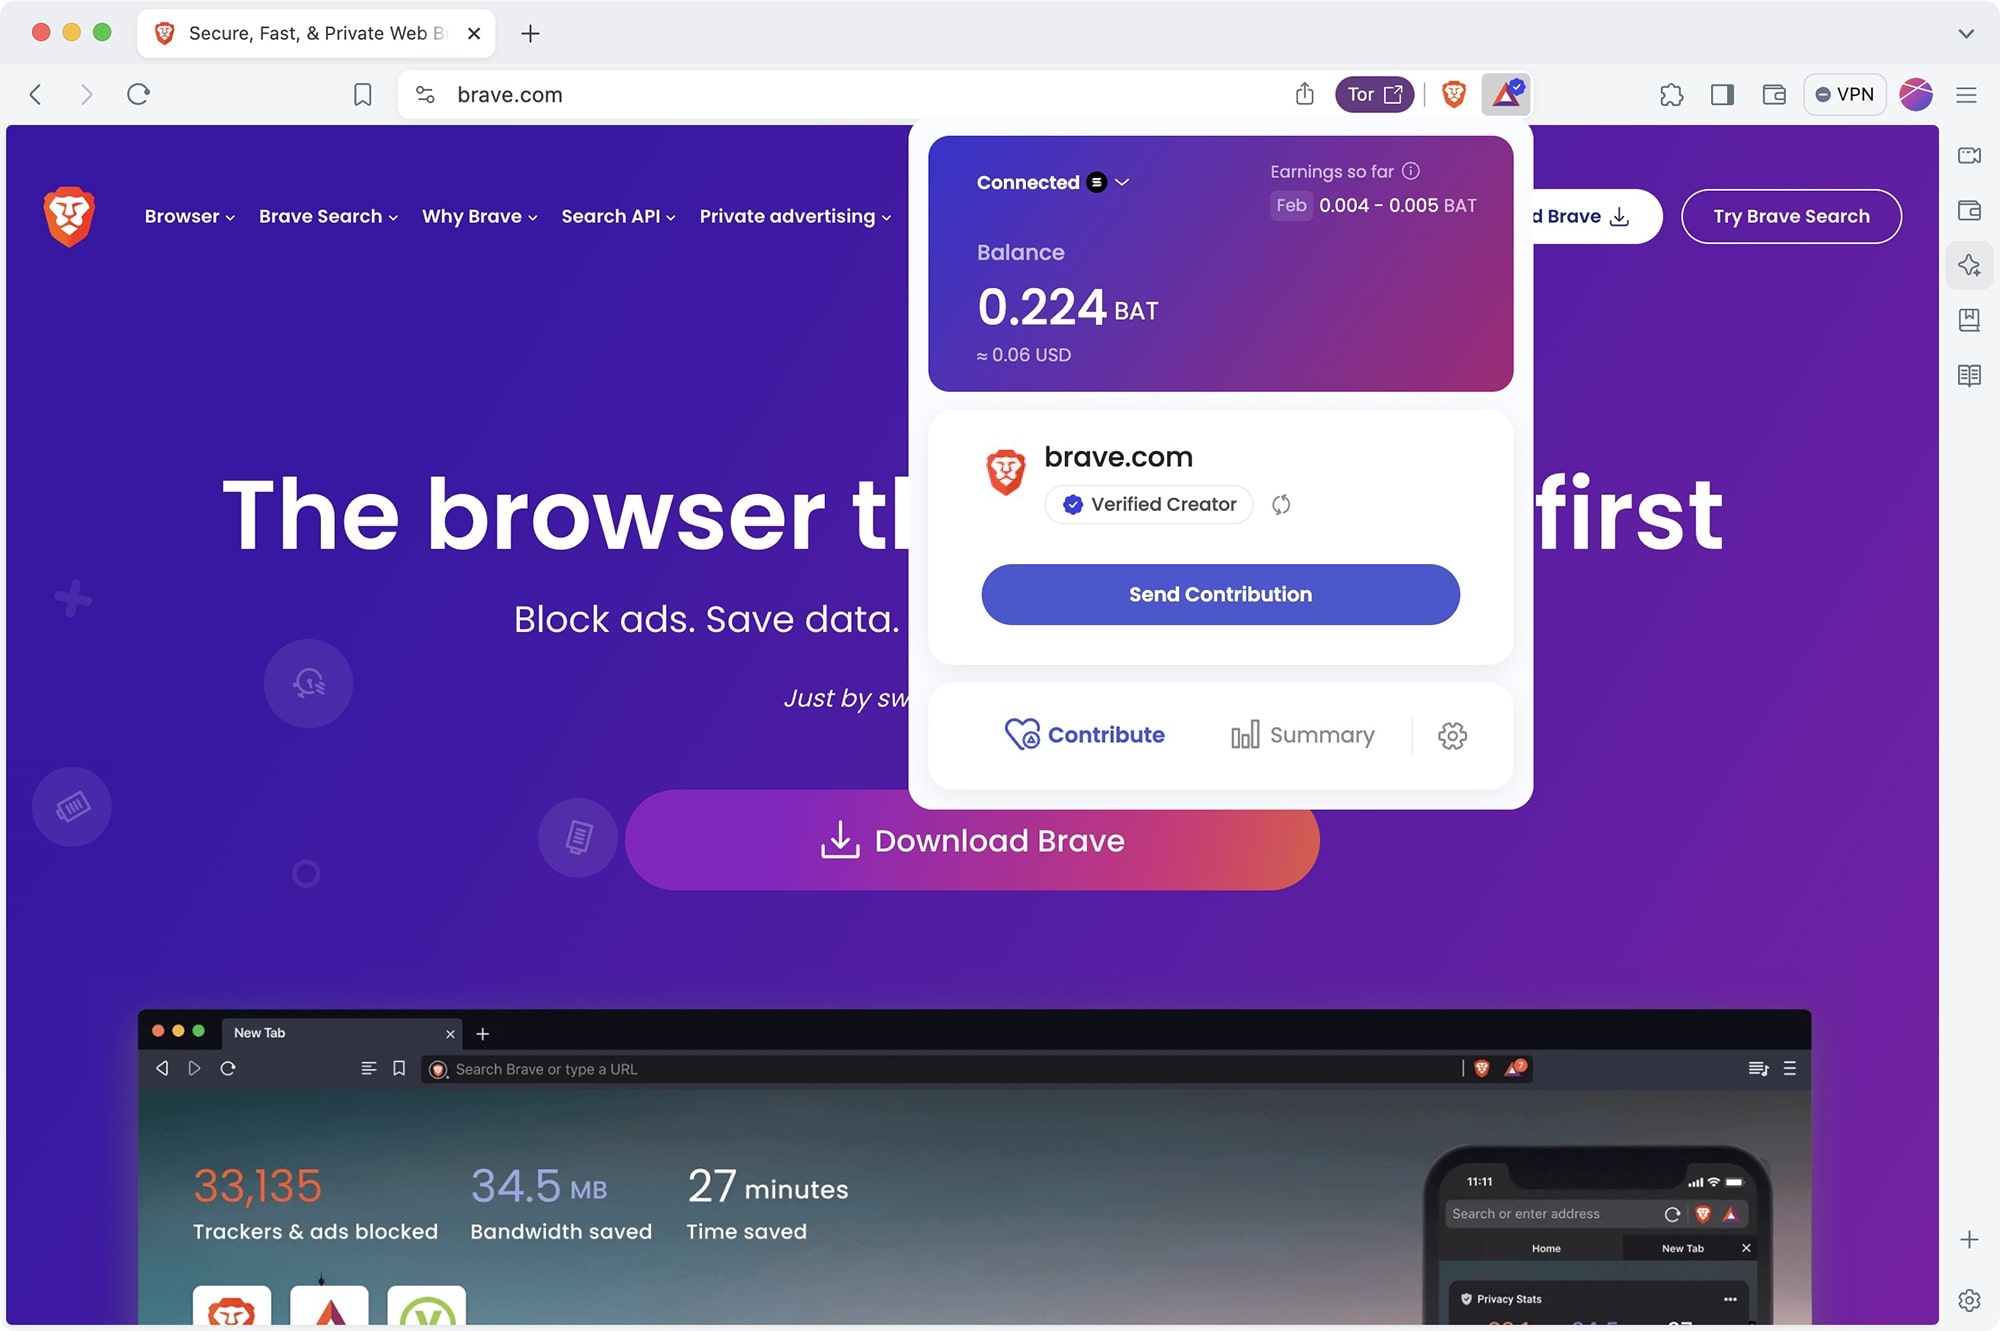 Secure, Fast, & Private Web B
brave.com
Tor
VPN
Browser
Brave Search
Why Brave
Search API
Private advertising
d Brave
Try Brave Search
Connected
Earnings so far
Feb 0.004 - 0.005 BAT
Balance
0.224 BAT
≈ 0.06 USD
brave.com
Verified Creator
Send Contribution
Contribute
Summary
The browser th
first
Block ads. Save data.
Just by sw
Download Brave
New Tab
Search Brave or type a URL
7
33,135
Trackers & ads blocked
34.5 MB
Bandwidth saved
27 minutes
Time saved
11:11
Search or enter address
Home
New Tab
Privacy Stats